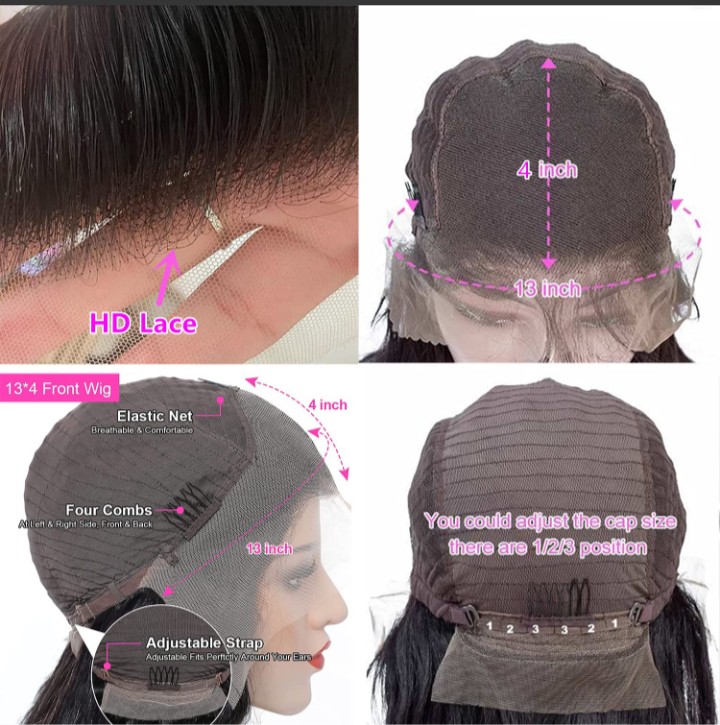 HD Lace
4 inch
13 inch
13*4 Front Wig
4 inch
Elastic Net
Breathable & Comfortable
Four Combs
At Left & Right Side, Front & Back
13 inch
Adjustable Strap
Adjustable Fits Perftctly Around Your Ears
You could adjust the cap size
there are 1/2/3 position
1 2 3 3 2 1